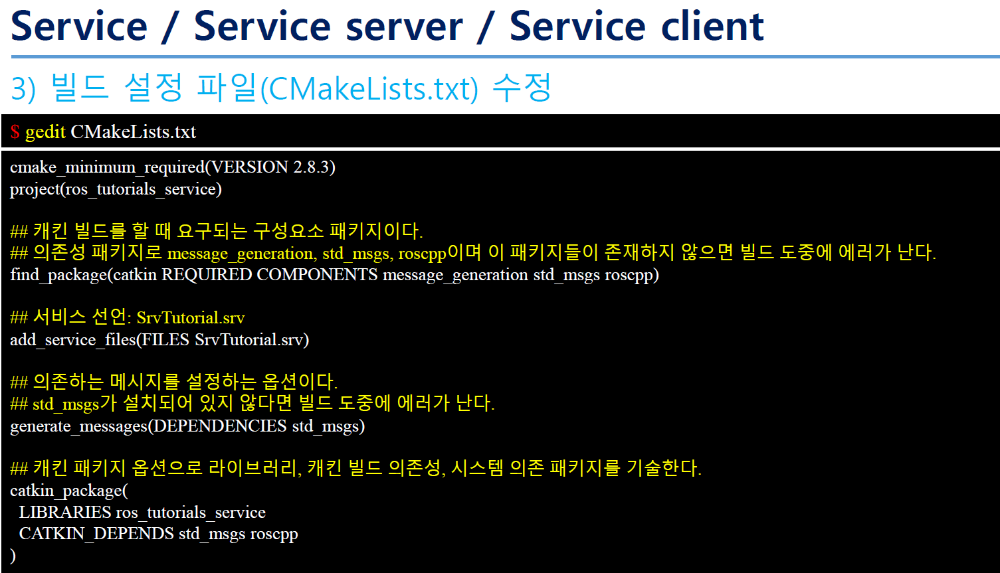 Service / Service server / Service client
3) 빌드 설정 파일(CMakeLists.txt) 수정
$ gedit CMakeLists.txt
cmake_minimum_required(VERSION 2.8.3)
project(ros_tutorials_service)
## 캐킨 빌드를 할 때 요구되는 구성요소 패키지이다.
## 의존성 패키지로 message_generation, std_msgs, roscpp이며 이 패키지들이 존재하지 않으면 빌드 도중에 에러가 난다.
find_package(catkin REQUIRED COMPONENTS message_generation std_msgs roscpp)
## 서비스 선언: SrvTutorial.srv
add_service_files(FILES SrvTutorial.srv)
## 의존하는 메시지를 설정하는 옵션이다.
## std_msgs가 설치되어 있지 않다면 빌드 도중에 에러가 난다.
generate_messages(DEPENDENCIES std_msgs)
## 캐킨 패키지 옵션으로 라이브러리, 캐킨 빌드 의존성, 시스템 의존 패키지를 기술한다.
catkin_package(
LIBRARIES ros_tutorials_service
CATKIN_DEPENDS std_msgs roscpp
)